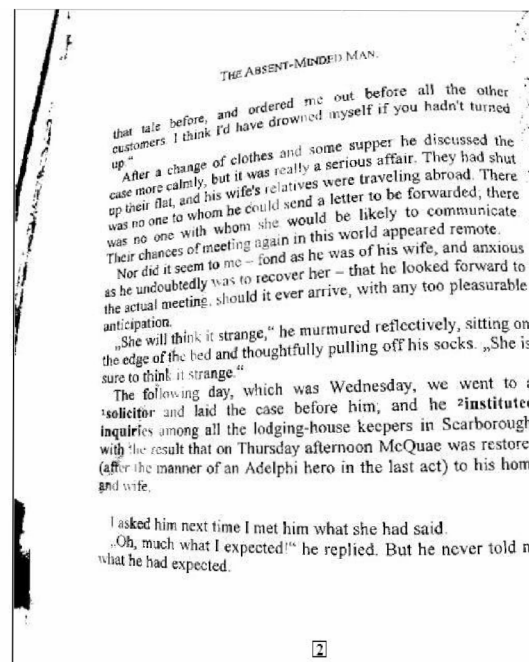 THE ABSENT-MINDED MAN.
that tale before, and ordered me out before all the other
customers. I think I'd have drowned myself if you hadn't turned
up.“
After a change of clothes and some supper he discussed the
case more calmly, but it was really a serious affair. They had shut
up their flat, and his wife's relatives were traveling abroad. There
was no one to whom he could send a letter to be forwarded; there
was no one with whom she would be likely to communicate.
Their chances of meeting again in this world appeared remote.
Nor did it seem to me – fond as he was of his wife, and anxious
as he undoubtedly was to recover her – that he looked forward to
the actual meeting, should it ever arrive, with any too pleasurable
anticipation.
„She will think it strange,“ he murmured reflectively, sitting on
the edge of the bed and thoughtfully pulling off his socks. „She is
sure to think it strange.“
The following day, which was Wednesday, we went to a
¹solicitor and laid the case before him, and he ²instituted
inquiries among all the lodging-house keepers in Scarborough
with the result that on Thursday afternoon McQuae was restore
(after the manner of an Adelphi hero in the last act) to his hom
and wife.
I asked him next time I met him what she had said.
„Oh, much what I expected!“ he replied. But he never told m
what he had expected.
2